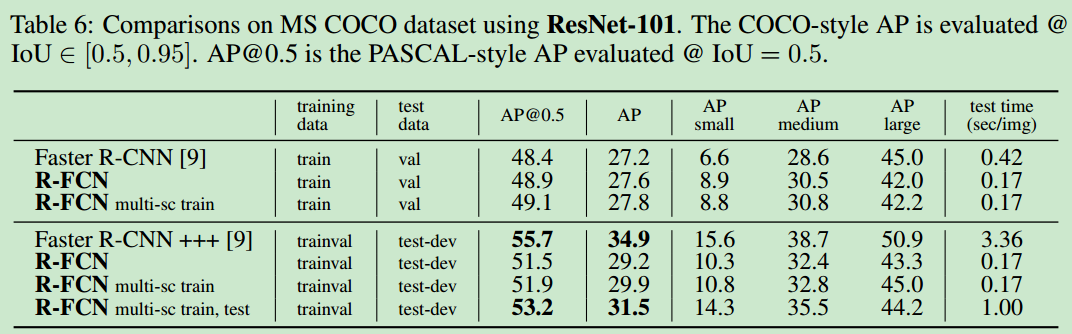 Table 6: Comparisons on MS COCO dataset using ResNet-101. The COCO-style AP is evaluated @
IoU ∈ [0.5, 0.95]. AP@0.5 is the PASCAL-style AP evaluated @ IoU = 0.5.
training data test data AP@0.5 AP AP small AP medium AP large test time (sec/img)
Faster R-CNN [9] train val 48.4 27.2 6.6 28.6 45.0 0.42
R-FCN train val 48.9 27.6 8.9 30.5 42.0 0.17
R-FCN multi-sc train train val 49.1 27.8 8.8 30.8 42.2 0.17
Faster R-CNN +++ [9] trainval test-dev 55.7 34.9 15.6 38.7 50.9 3.36
R-FCN trainval test-dev 51.5 29.2 10.3 32.4 43.3 0.17
R-FCN multi-sc train trainval test-dev 51.9 29.9 10.8 32.8 45.0 0.17
R-FCN multi-sc train, test trainval test-dev 53.2 31.5 14.3 35.5 44.2 1.00